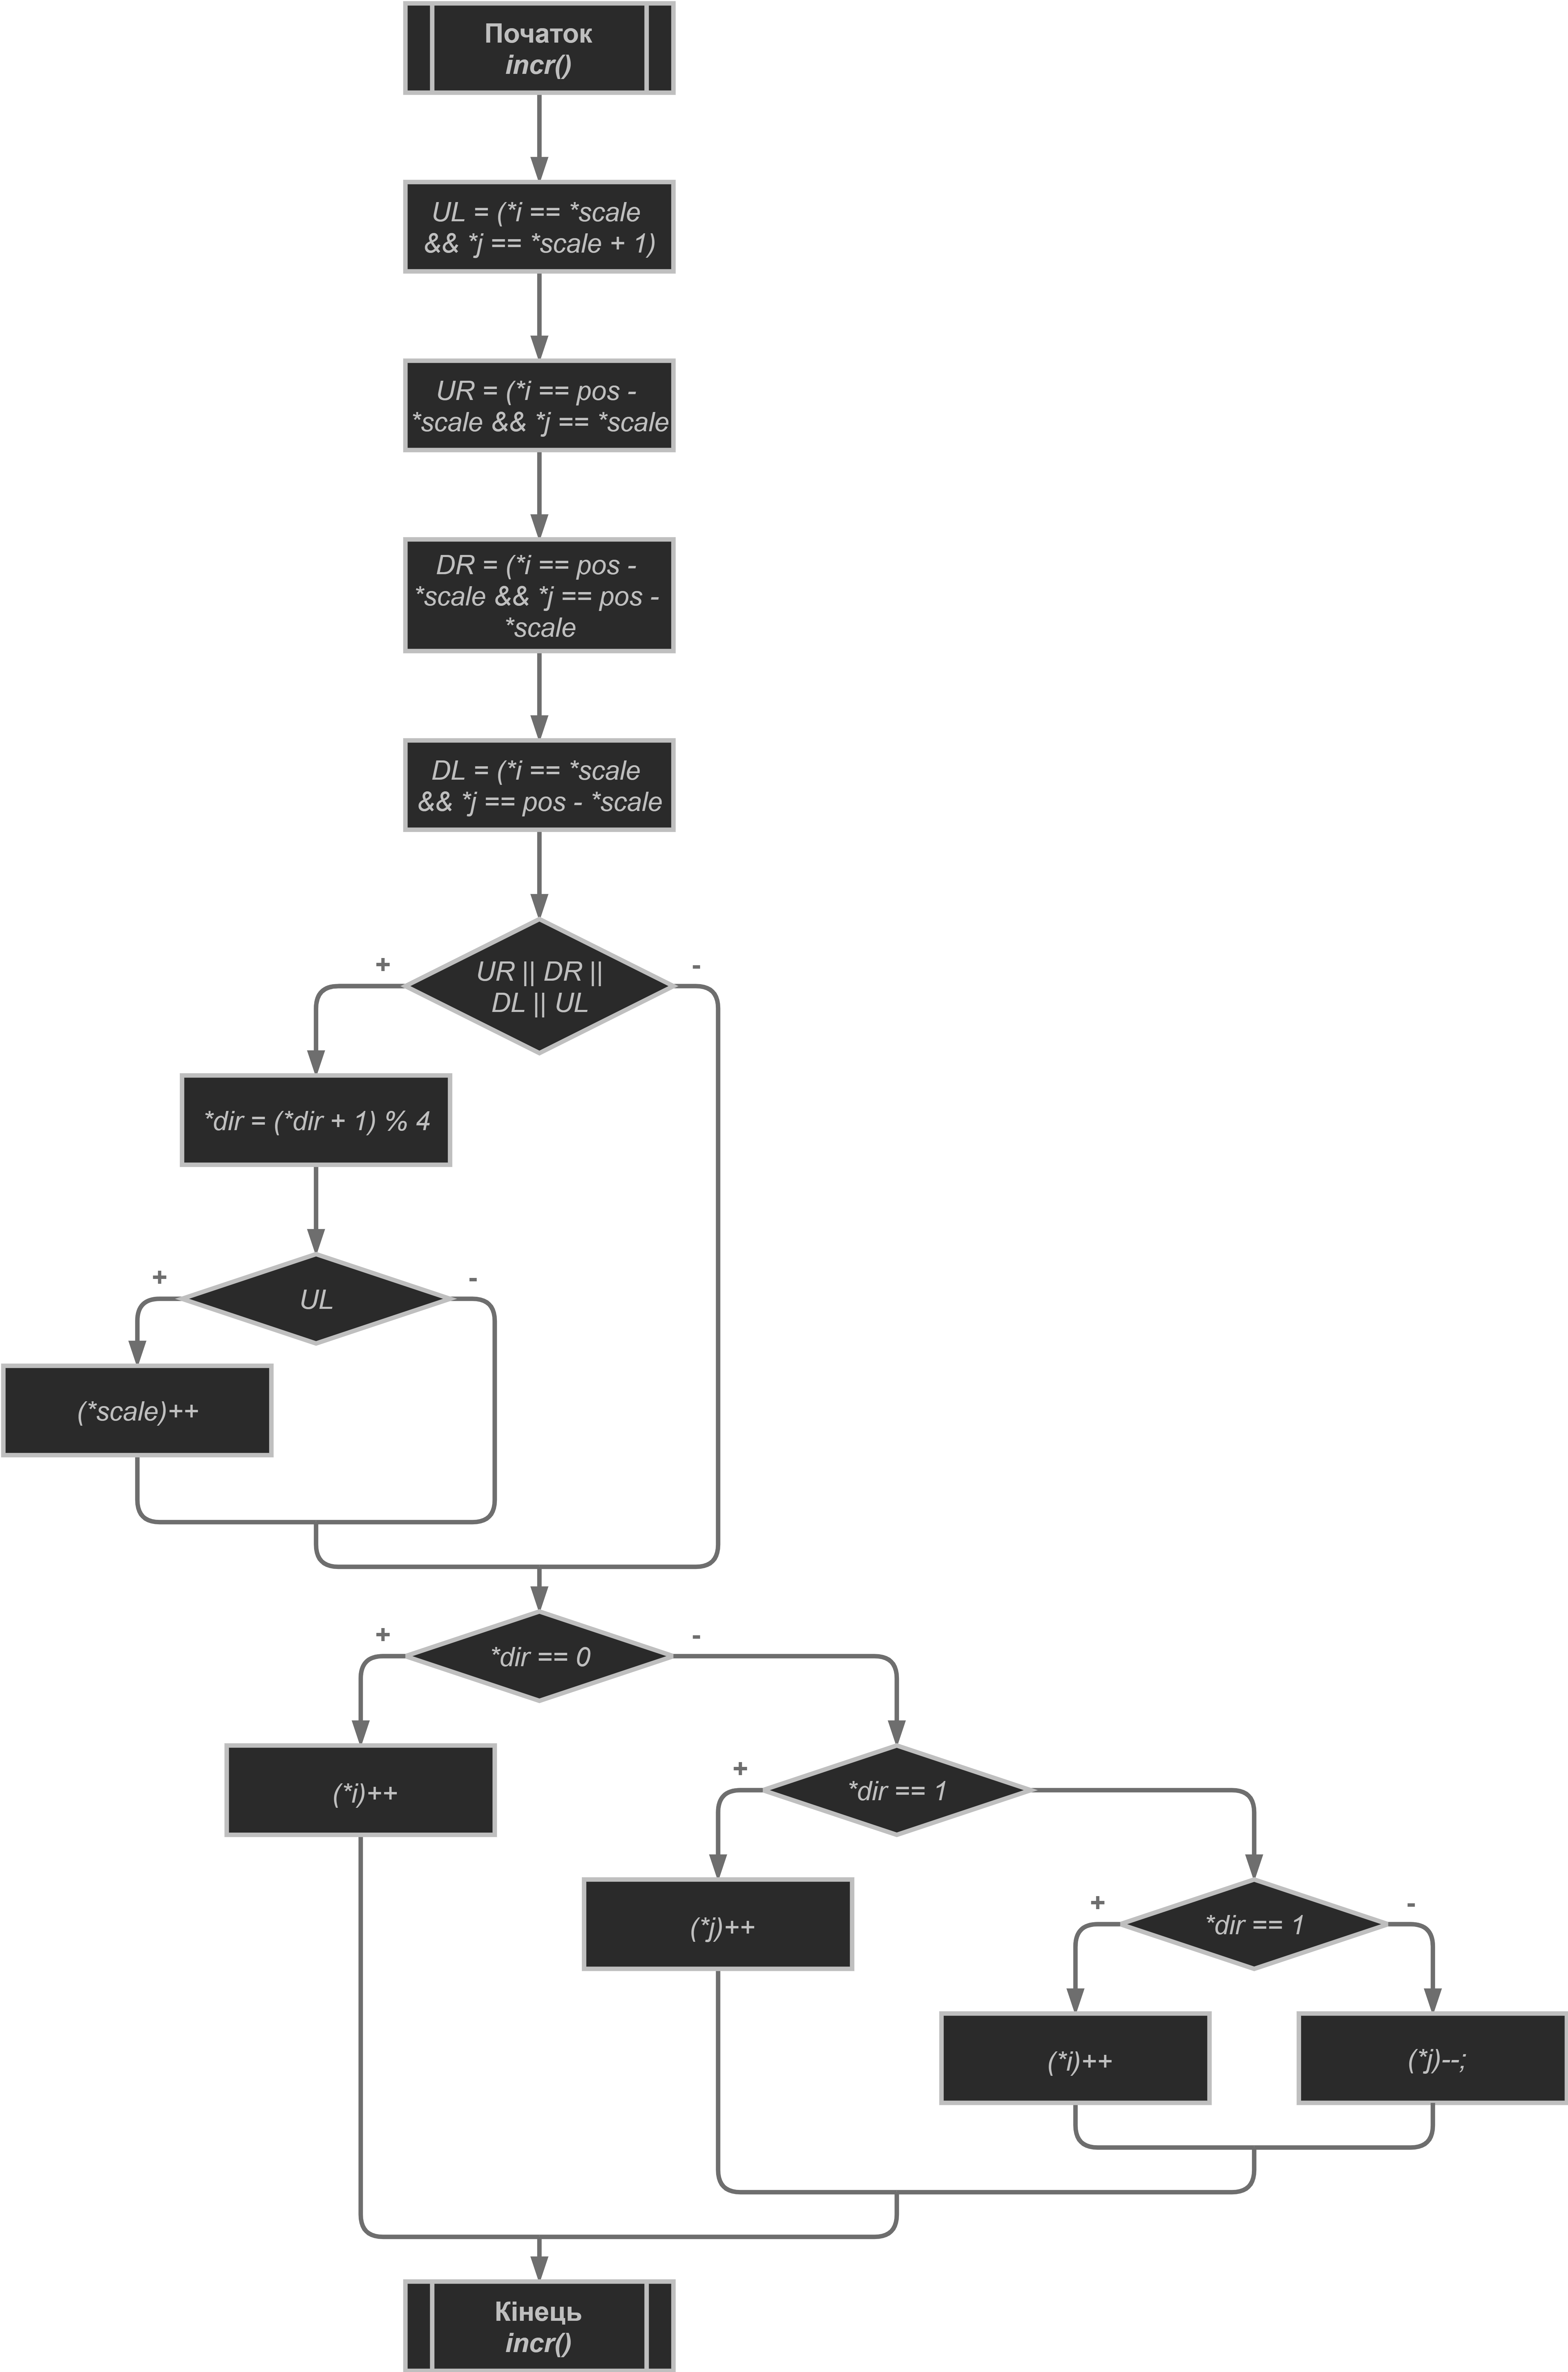 Початок
incr()
UL = (*i == *scale
&& *j == *scale + 1)
UR = (*i == pos -
*scale && *j == *scale
DR = (*i == pos -
*scale && *j == pos -
*scale
DL = (*i == *scale
&& *j == pos - *scale
+
-
UR || DR ||
DL || UL
*dir = (*dir + 1) % 4
+
-
UL
(*scale)++
+
-
*dir == 0
(*i)++
+
*dir == 1
(*j)++
+
-
*dir == 1
(*i)++
(*j)--;
Кінець
incr()